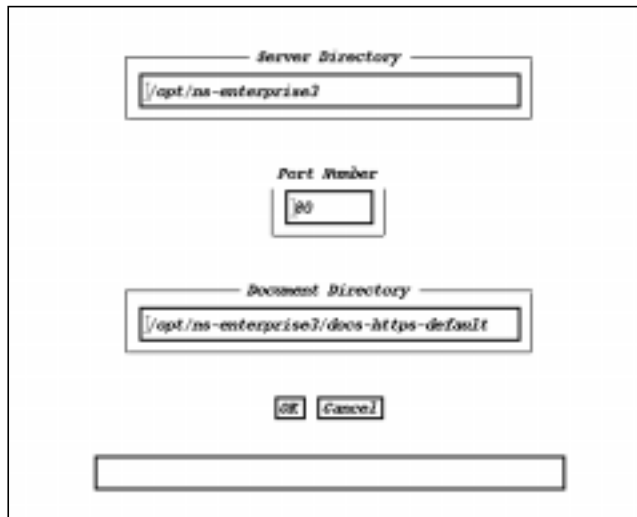 Server Directory
/opt/ns-enterprise3
Port Number
80
Document Directory
/opt/ns-enterprise3/docs-https-default
OK Cancel